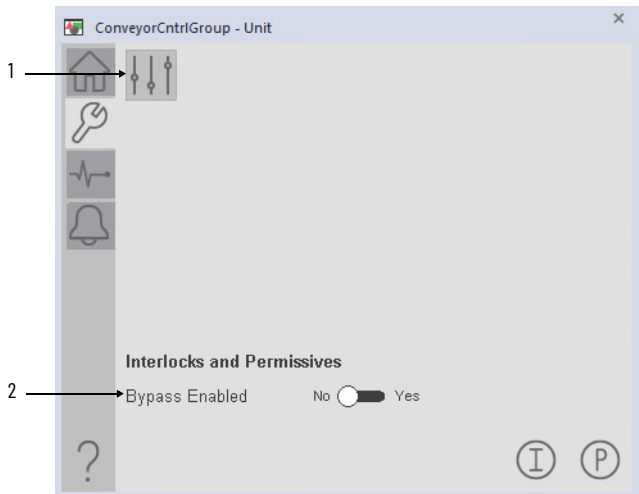 ConveyorCntrlGroup - Unit
1
Interlocks and Permissives
2
Bypass Enabled No Yes
?
I P